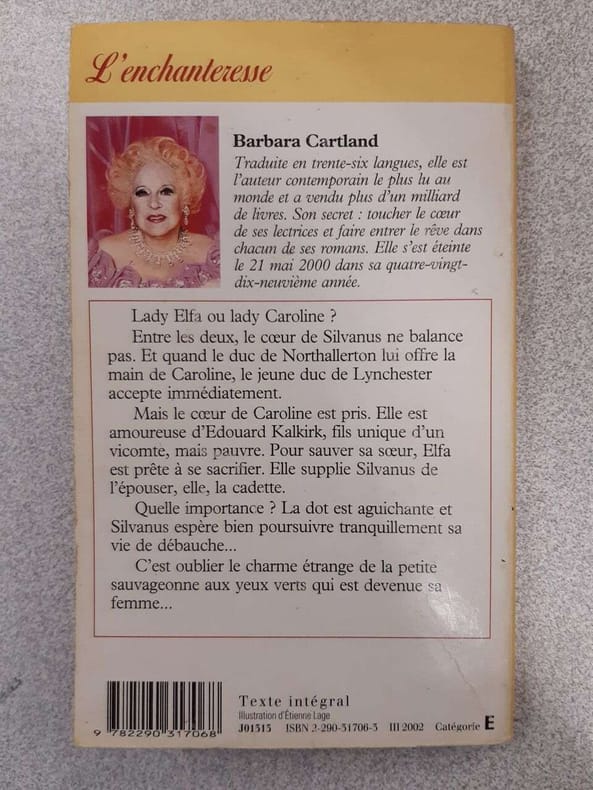 L'enchanteresse
Barbara Cartland
Traduite en trente-six langues, elle est
l'auteur contemporain le plus lu au
monde et a vendu plus d'un milliard
de livres. Son secret : toucher le cœur
de ses lectrices et faire entrer le rêve dans
chacun de ses romans. Elle s'est éteinte
le 21 mai 2000 dans sa quatre-vingt-
dix-neuvième année.
Lady Elfa ou lady Caroline ?
Entre les deux, le cœur de Silvanus ne balance
pas. Et quand le duc de Northallerton lui offre la
main de Caroline, le jeune duc de Lynchester
accepte immédiatement.
Mais le cœur de Caroline est pris. Elle est
amoureuse d'Edouard Kalkirk, fils unique d'un
vicomte, mais pauvre. Pour sauver sa sœur, Elfa
est prête à se sacrifier. Elle supplie Silvanus de
l'épouser, elle, la cadette.
Quelle importance ? La dot est aguichante et
Silvanus espère bien poursuivre tranquillement sa
vie de débauche...
C'est oublier le charme étrange de la petite
sauvageonne aux yeux verts qui est devenue sa
femme...
Texte intégral
Illustration d'Étienne Lage
J01515 ISBN 2-290-31706-3 III 2002 Catégorie E
9 782290 317068